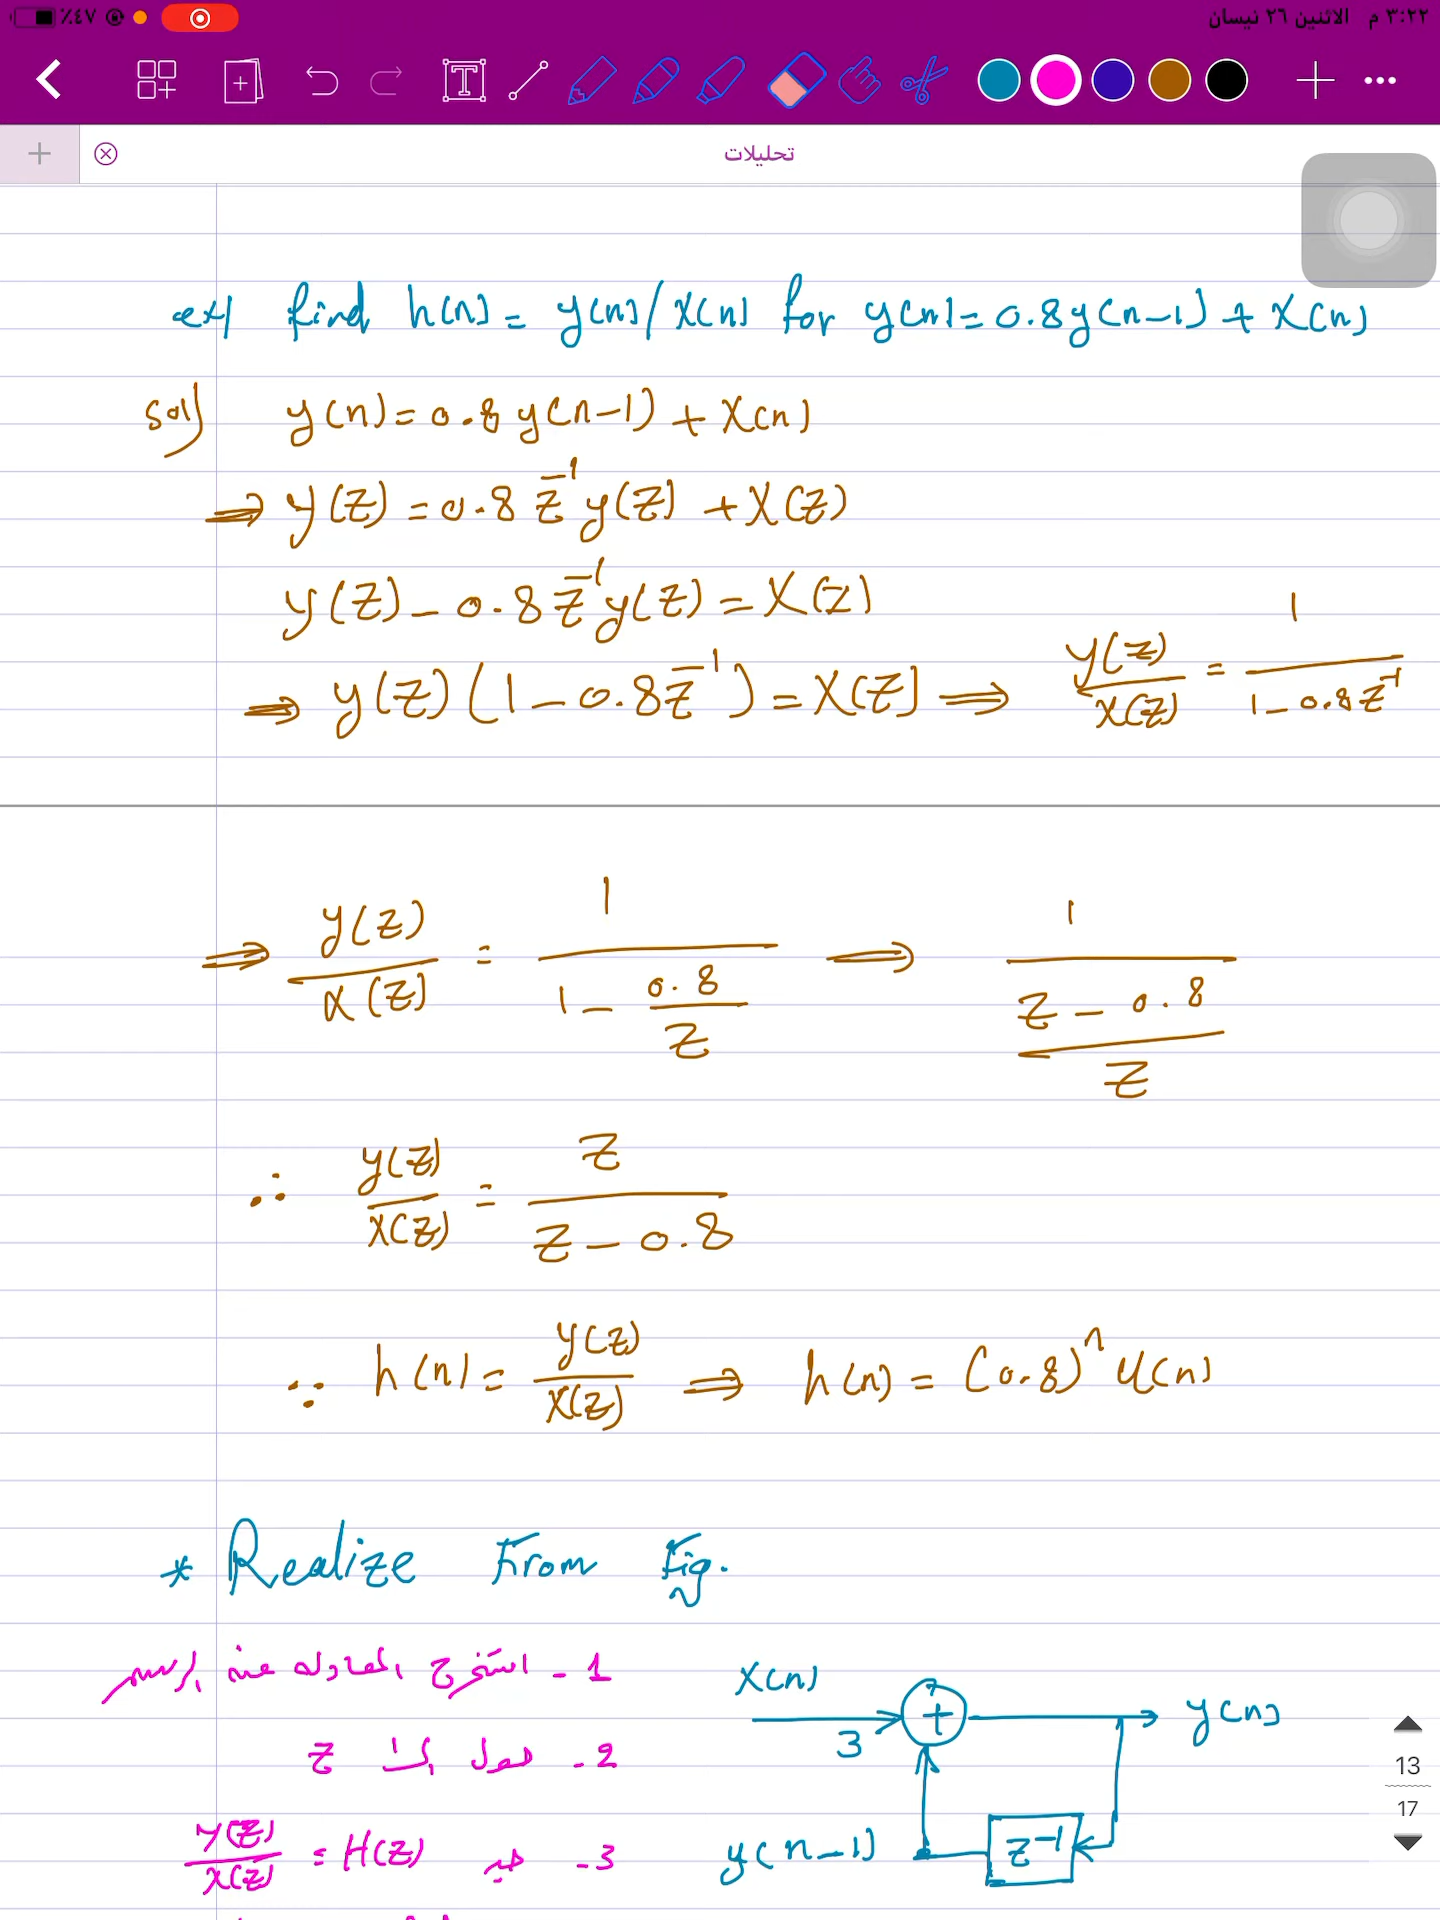 ٪٤٧ ٣:٢٢ م الاثنين ٢٦ نيسان
تحليلات
ex) find h(n) = y(n)/x(n) for y(n) = 0.8y(n-1) + x(n)
sol) y(n) = 0.8 y(n-1) + x(n)
⇒ y(z) = 0.8 z⁻¹ y(z) + X(z)
y(z) - 0.8 z⁻¹ y(z) = X(z)
⇒ y(z) (1 - 0.8z⁻¹) = X(z) ⇒ y(z)/X(z) = 1/(1 - 0.8z⁻¹)
⇒ y(z)/X(z) = 1/(1 - 0.8/z) ⇒ 1/((z - 0.8)/z)
∴ y(z)/X(z) = z/(z - 0.8)
∵ h(n) = y(z)/X(z) ⇒ h(n) = (0.8)ⁿ u(n)
* Realize From Fig.
1 - استخرج المعادله من الرسم
2 - حول الى z
3 - H(z) = y(z)/X(z)
x(n)
3
+
y(n)
y(n-1)
z⁻¹
13
17